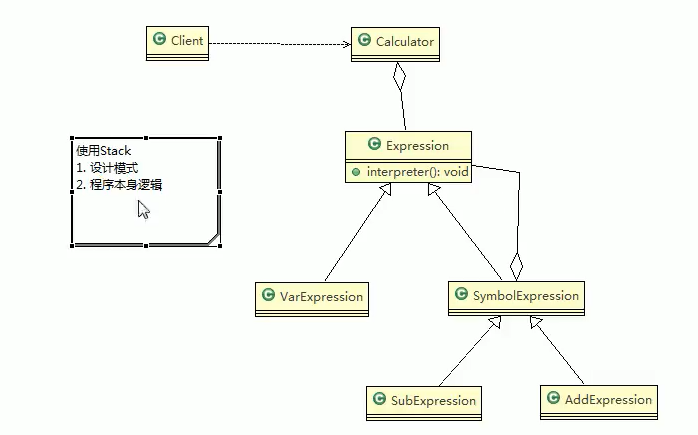 Client
Calculator
Expression
interpreter(): void
使用Stack
1. 设计模式
2. 程序本身逻辑
VarExpression
SymbolExpression
SubExpression
AddExpression